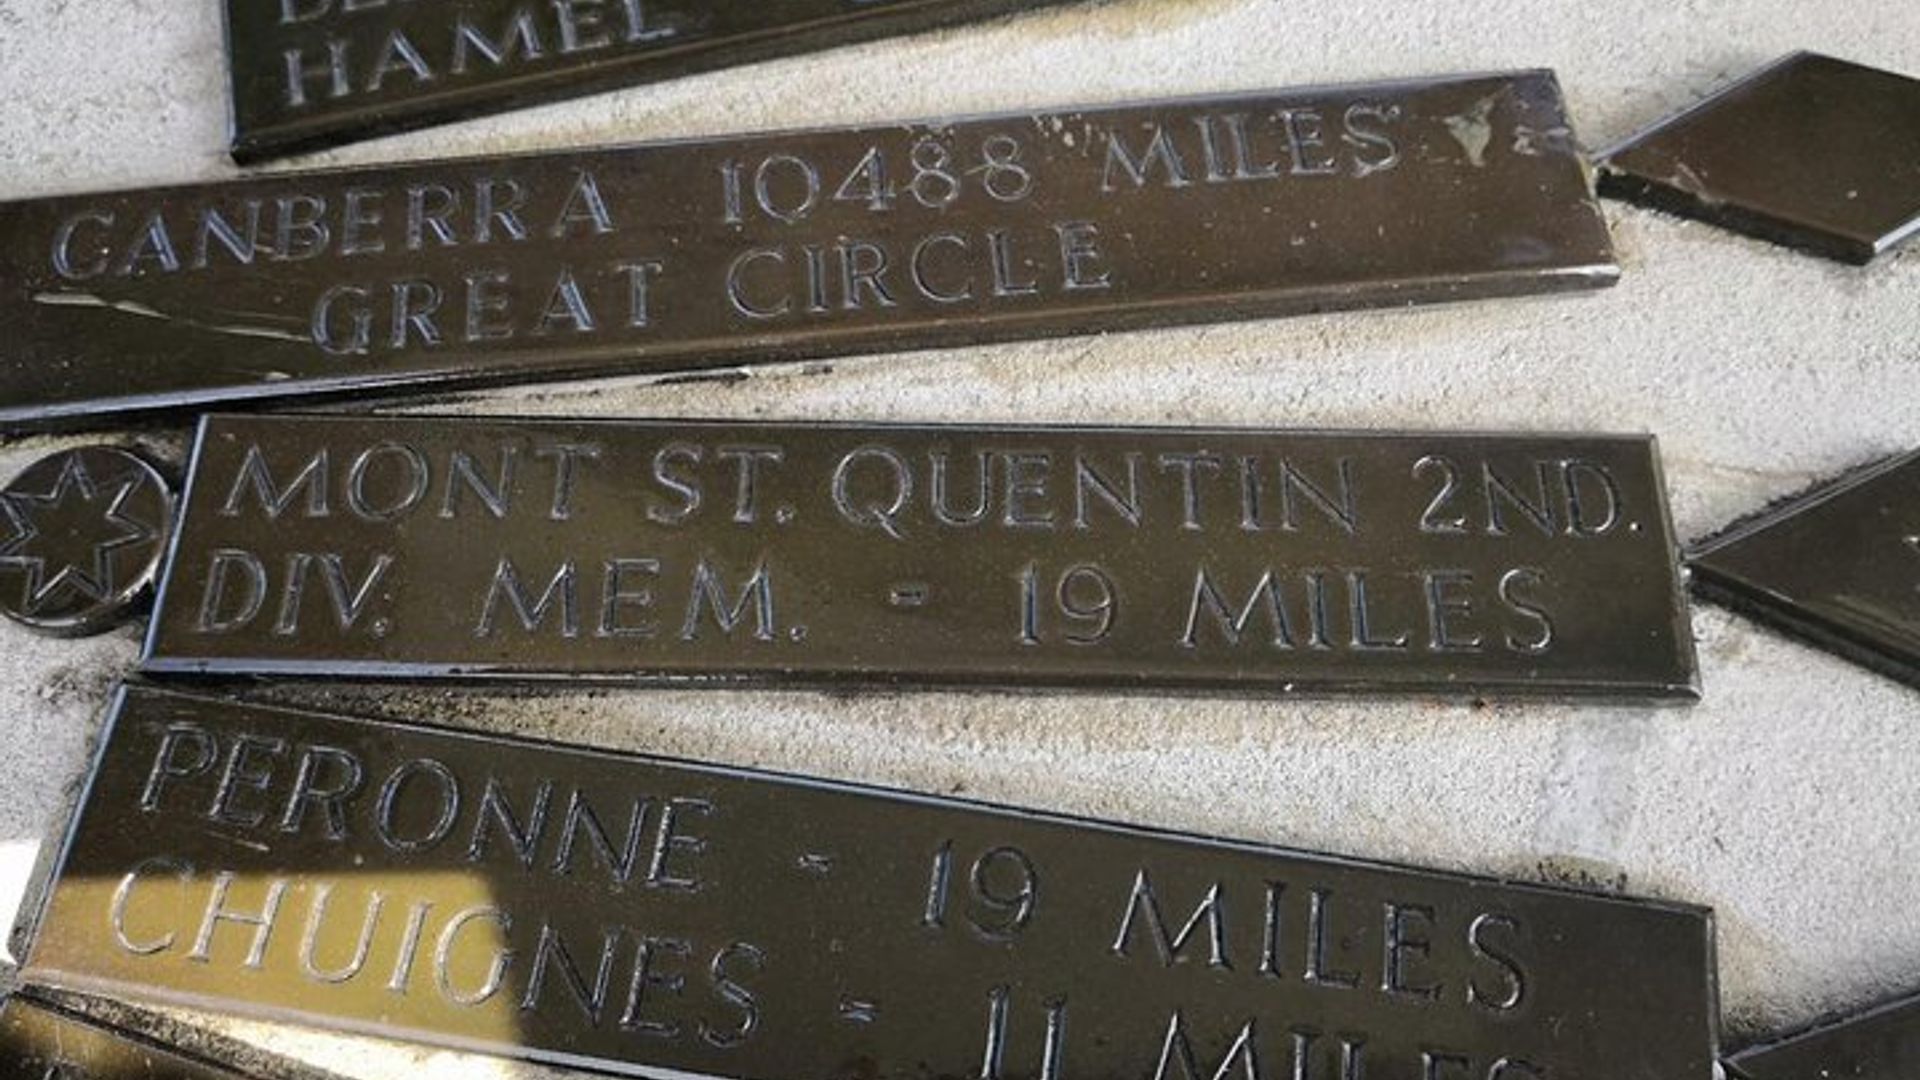 HAMEL
CANBERRA 10488 MILES
GREAT CIRCLE
MONT ST. QUENTIN 2ND.
DIV. MEM. - 19 MILES
PERONNE - 19 MILES
CHUIGNES - 11 MILES